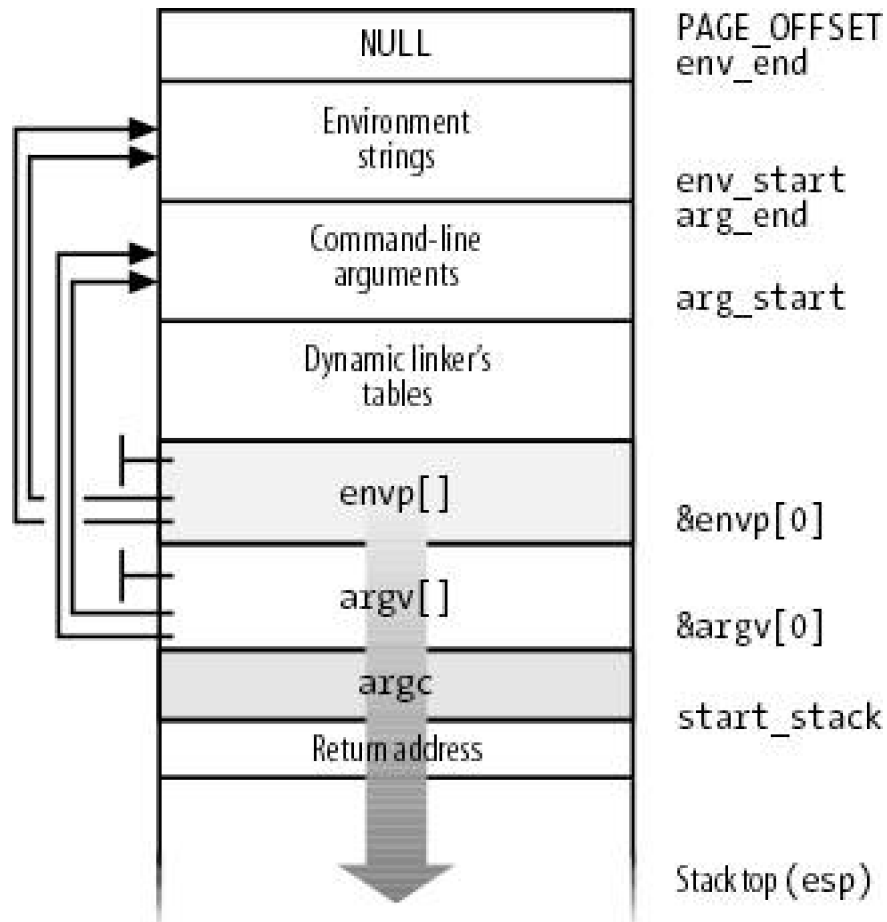 NULL
PAGE_OFFSET
env_end
Environment
strings
env_start
arg_end
Command-line
arguments
arg_start
Dynamic linker's
tables
envp[]
&envp[0]
argv[]
&argv[0]
argc
start_stack
Return address
Stack top (esp)